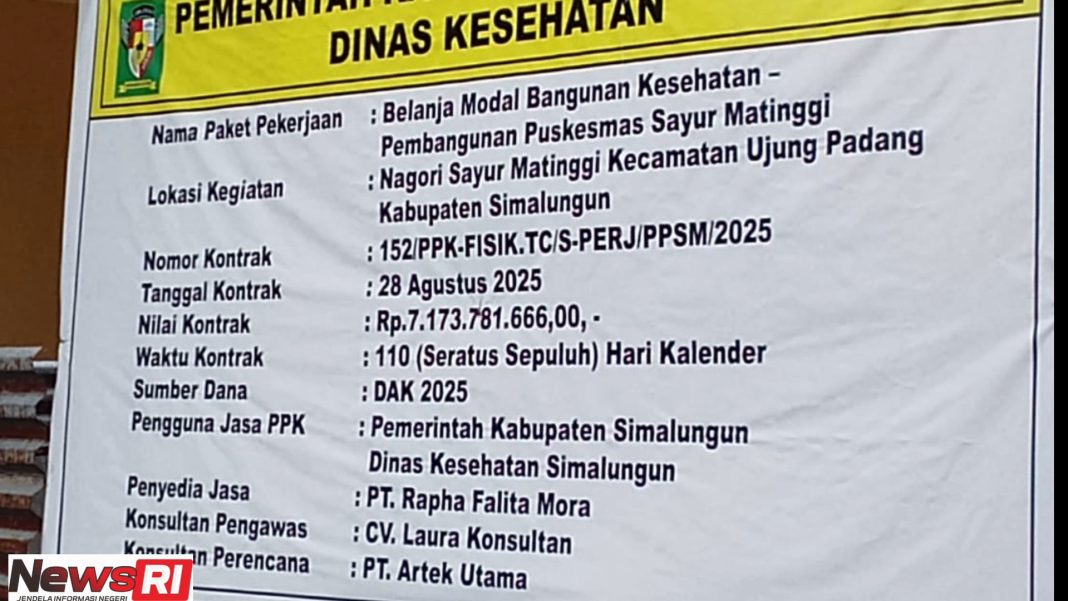 PEMERINTAH
DINAS KESEHATAN
Nama Paket Pekerjaan : Belanja Modal Bangunan Kesehatan –
Pembangunan Puskesmas Sayur Matinggi
Lokasi Kegiatan : Nagori Sayur Matinggi Kecamatan Ujung Padang
Kabupaten Simalungun
Nomor Kontrak : 152/PPK-FISIK.TC/S-PERJ/PPSM/2025
Tanggal Kontrak : 28 Agustus 2025
Nilai Kontrak : Rp.7.173.781.666,00, -
Waktu Kontrak : 110 (Seratus Sepuluh) Hari Kalender
Sumber Dana : DAK 2025
Pengguna Jasa PPK : Pemerintah Kabupaten Simalungun
Dinas Kesehatan Simalungun
Penyedia Jasa : PT. Rapha Falita Mora
Konsultan Pengawas : CV. Laura Konsultan
Konsultan Perencana : PT. Artek Utama
NewsRI
JENDELA INFORMASI NEGERI